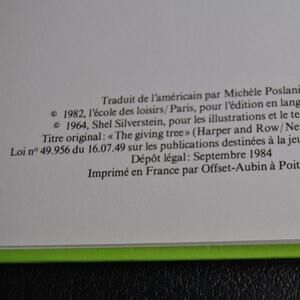 Traduit de l'américain par Michèle Poslani
© 1982, l'école des loisirs/Paris, pour l'édition en lang
© 1964, Shel Silverstein, pour les illustrations et le te
Titre original: «The giving tree» (Harper and Row/Ne
Loi nº 49.956 du 16.07.49 sur les publications destinées à la jeu
Dépôt légal: Septembre 1984
Imprimé en France par Offset-Aubin à Poit